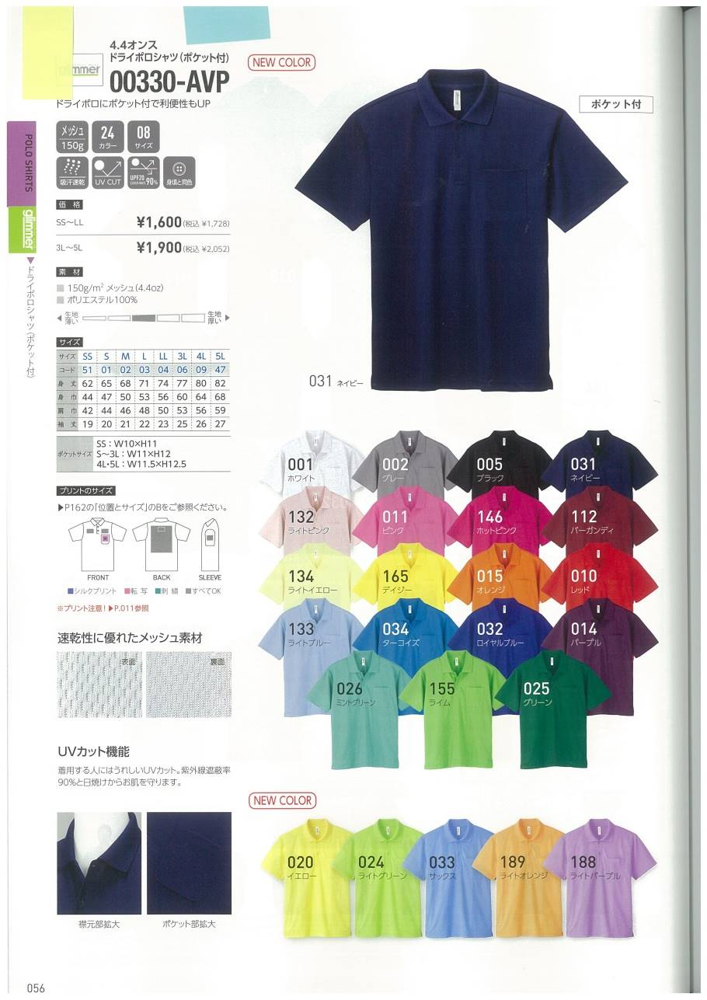 4.4オンス
ドライポロシャツ(ポケット付)
glimmer
00330-AVP
ドライポロにポケット付で利便性もUP
NEW COLOR
ポケット付
メッシュ 150g
24 カラー
08 サイズ
吸汗速乾
UV CUT
UPF20 90%
身頃と同色
POLO SHIRTS
glimmer
▼ドライポロシャツ(ポケット付)
価 格
SS~LL ¥1,600(税込 ¥1,728)
3L~5L ¥1,900(税込 ¥2,052)
素 材
150g/m² メッシュ(4.4oz)
ポリエステル100%
◀ 生地薄い 生地厚い ▶
サイズ
サイズ SS S M L LL 3L 4L 5L
コード 51 01 02 03 04 06 09 47
身 丈 62 65 68 71 74 77 80 82
身 巾 44 47 50 53 56 60 64 68
肩 巾 42 44 46 48 50 53 56 59
袖 丈 19 20 21 22 23 25 26 27
ポケットサイズ
SS:W10×H11
S~3L:W11×H12
4L・5L:W11.5×H12.5
プリントのサイズ
▶P162の「位置とサイズ」のBをご参照ください。
FRONT BACK SLEEVE
■シルクプリント ■転 写 ■刺 繍 ■すべてOK
※プリント注意!▶P.011参照
速乾性に優れたメッシュ素材
表面 裏面
UVカット機能
着用する人にはうれしいUVカット。紫外線遮蔽率
90%と日焼けからお肌を守ります。
襟元部拡大 ポケット部拡大
031 ネイビー
001 ホワイト
002 グレー
005 ブラック
031 ネイビー
132 ライトピンク
011 ピンク
146 ホットピンク
112 バーガンディ
134 ライトイエロー
165 デイジー
015 オレンジ
010 レッド
133 ライトブルー
034 ターコイズ
032 ロイヤルブルー
014 パープル
026 ミントグリーン
155 ライム
025 グリーン
NEW COLOR
020 イエロー
024 ライトグリーン
033 サックス
189 ライトオレンジ
188 ライトパープル
056